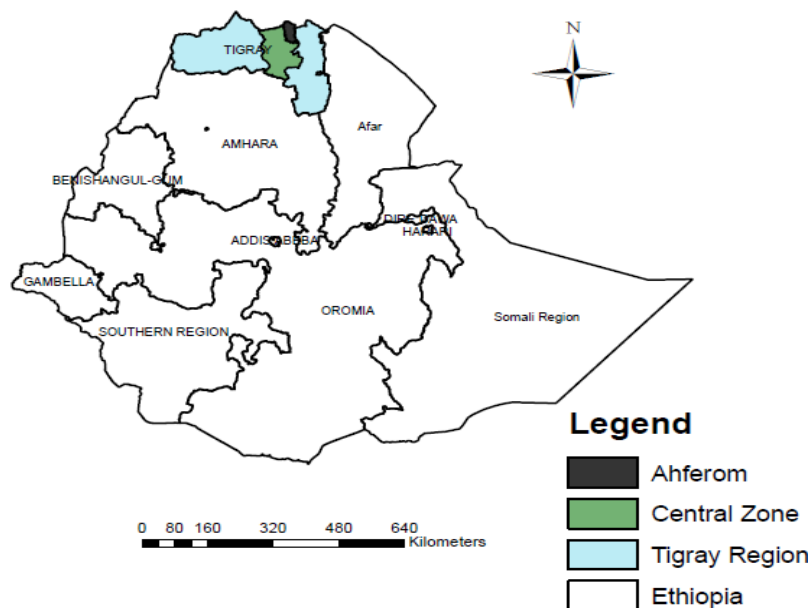 N
TIGRAY
Afar
AMHARA
BENISHANGUL-GUM
DIRE DAWA
HARARI
ADDIS ABEBA
GAMBELLA
OROMIA
SOUTHERN REGION
Somali Region
Legend
Ahferom
Central Zone
Tigray Region
Ethiopia
0 80 160 320 480 640
Kilometers